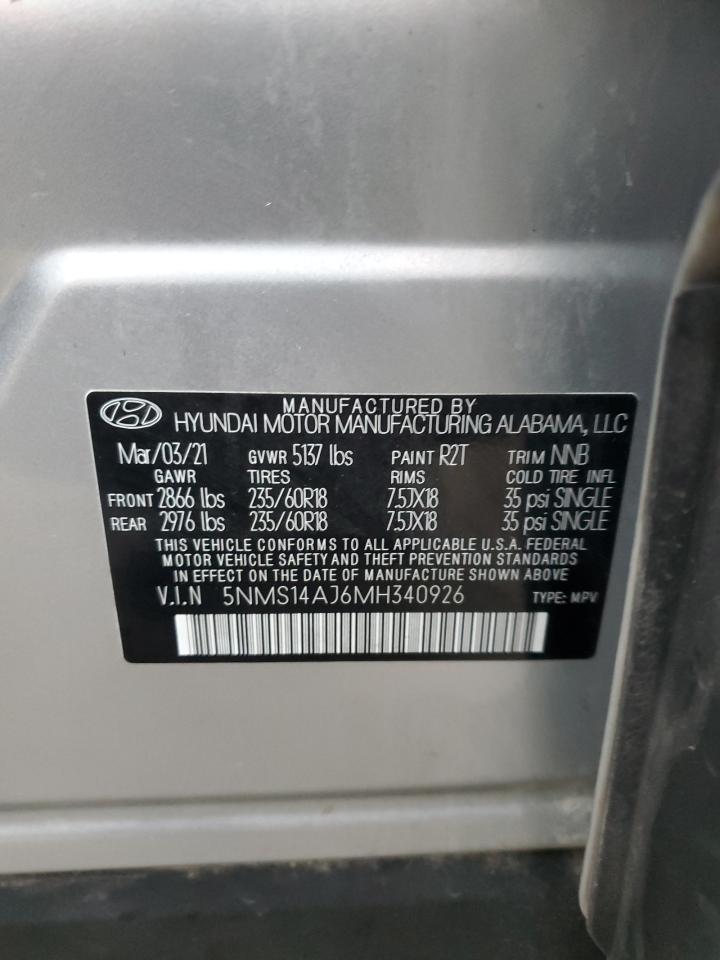 MANUFACTURED BY
HYUNDAI MOTOR MANUFACTURING ALABAMA, LLC
Mar/03/21 GVWR 5137 lbs PAINT R2T TRIM NNB
GAWR TIRES RIMS COLD TIRE INFL
FRONT 2866 lbs 235/60R18 7.5JX18 35 psi SINGLE
REAR 2976 lbs 235/60R18 7.5JX18 35 psi SINGLE
THIS VEHICLE CONFORMS TO ALL APPLICABLE U.S.A. FEDERAL
MOTOR VEHICLE SAFETY AND THEFT PREVENTION STANDARDS
IN EFFECT ON THE DATE OF MANUFACTURE SHOWN ABOVE
V.I.N 5NMS14AJ6MH340926 TYPE: MPV